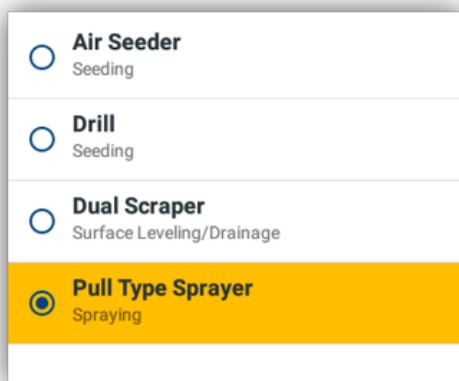 Air Seeder
Seeding
Drill
Seeding
Dual Scraper
Surface Leveling/Drainage
Pull Type Sprayer
Spraying